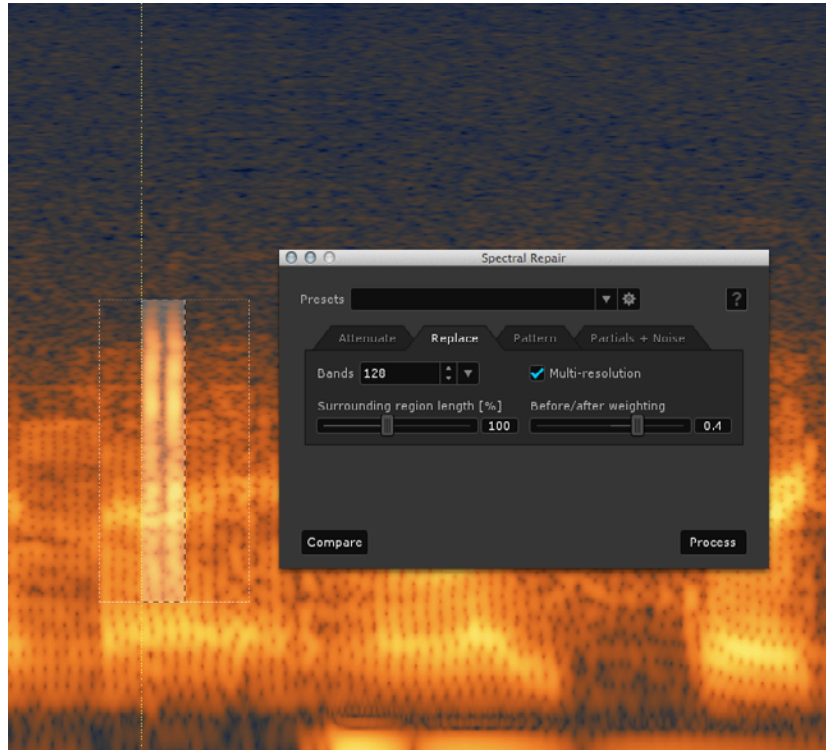 Spectral Repair
Presets ?
Attenuate Replace Pattern Partials + Noise
Bands 128 Multi-resolution
Surrounding region length [%] Before/after weighting
100 0.4
Compare Process